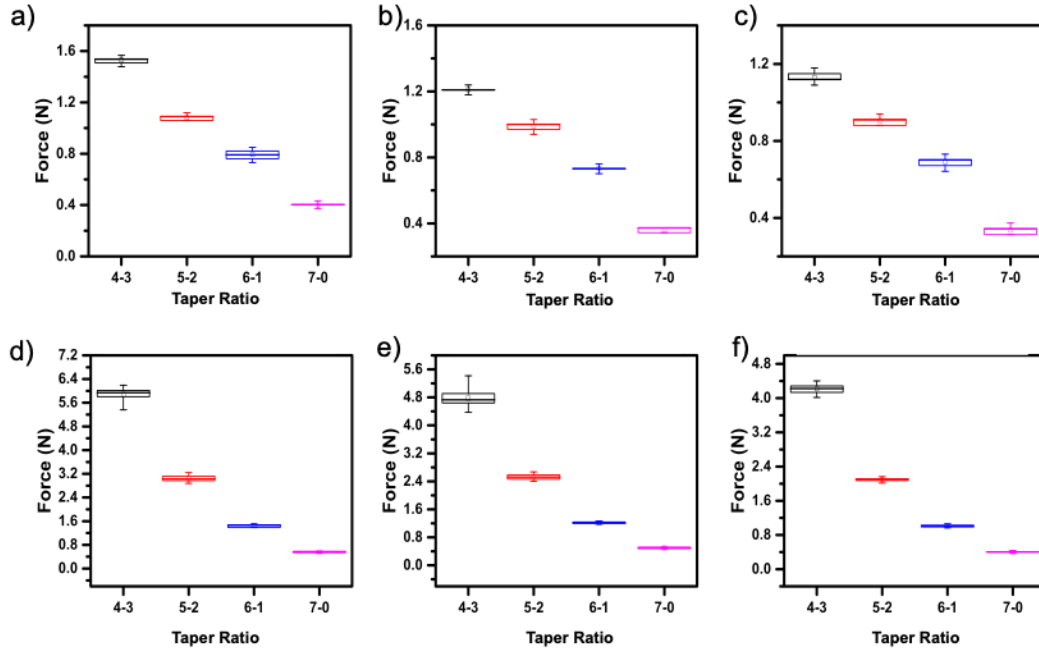 a)
1.6
1.2
0.8
0.4
0.0
Force (N)
4-3 5-2 6-1 7-0
Taper Ratio
b)
1.6
1.2
0.8
0.4
Force (N)
4-3 5-2 6-1 7-0
Taper Ratio
c)
1.2
0.8
0.4
Force (N)
4-3 5-2 6-1 7-0
Taper Ratio
d)
7.2
6.4
5.6
4.8
4.0
3.2
2.4
1.6
0.8
0.0
Force (N)
4-3 5-2 6-1 7-0
Taper Ratio
e)
5.6
4.8
4.0
3.2
2.4
1.6
0.8
0.0
Force (N)
4-3 5-2 6-1 7-0
Taper Ratio
f)
4.8
4.0
3.2
2.4
1.6
0.8
0.0
Force (N)
4-3 5-2 6-1 7-0
Taper Ratio